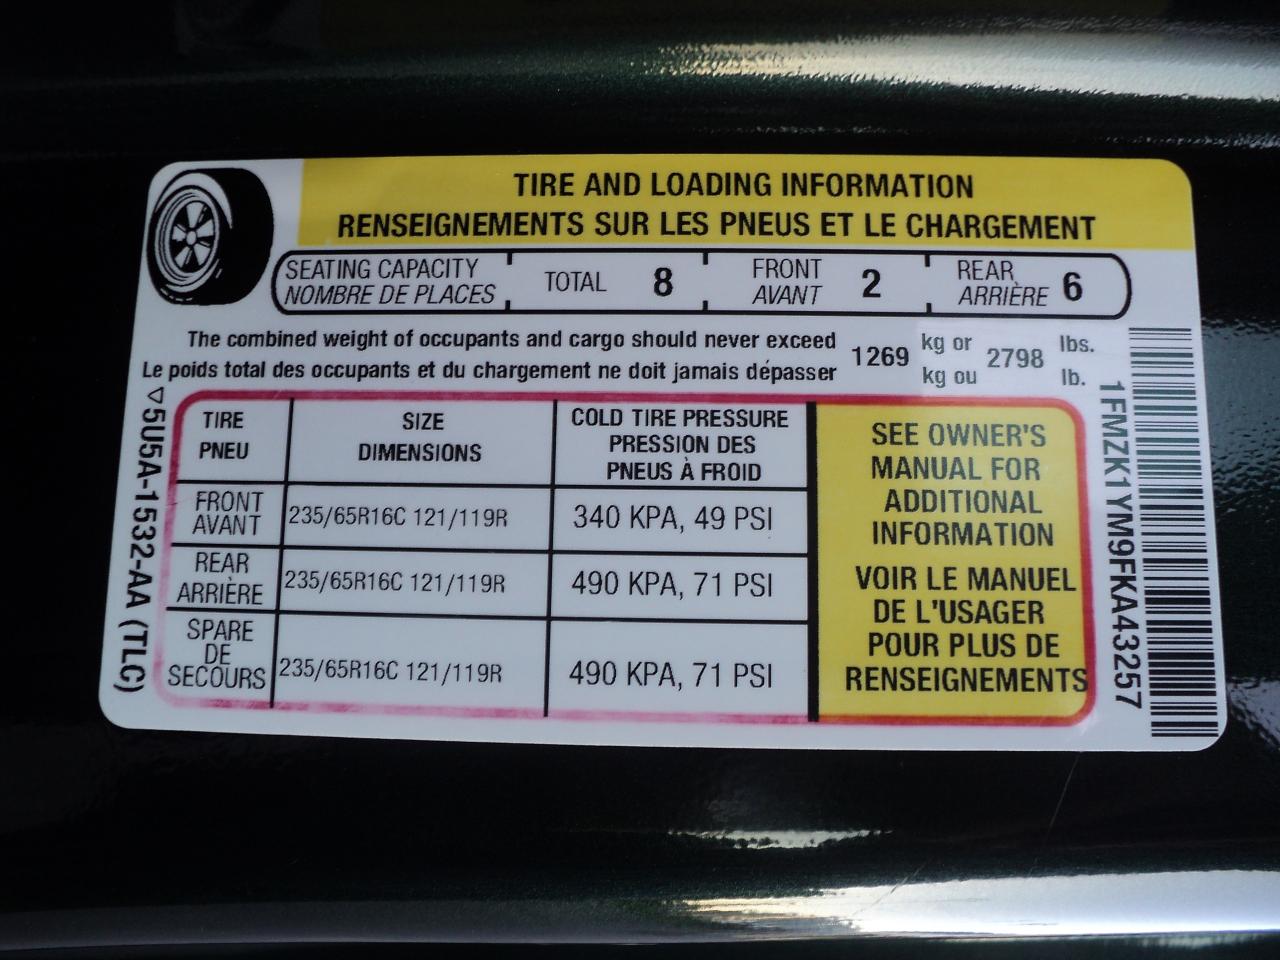 TIRE AND LOADING INFORMATION
RENSEIGNEMENTS SUR LES PNEUS ET LE CHARGEMENT
SEATING CAPACITY
NOMBRE DE PLACES
TOTAL 8
FRONT
AVANT
2
REAR
ARRIÈRE
6
The combined weight of occupants and cargo should never exceed
Le poids total des occupants et du chargement ne doit jamais dépasser
1269
kg or
kg ou
2798
lbs.
lb.
TIRE
PNEU
SIZE
DIMENSIONS
COLD TIRE PRESSURE
PRESSION DES
PNEUS À FROID
FRONT
AVANT
235/65R16C 121/119R
340 KPA, 49 PSI
REAR
ARRIÈRE
235/65R16C 121/119R
490 KPA, 71 PSI
SPARE
DE
SECOURS
235/65R16C 121/119R
490 KPA, 71 PSI
SEE OWNER'S
MANUAL FOR
ADDITIONAL
INFORMATION
VOIR LE MANUEL
DE L'USAGER
POUR PLUS DE
RENSEIGNEMENTS
▽5U5A-1532-AA (TLC)
1FMZK1YM9FKA43257